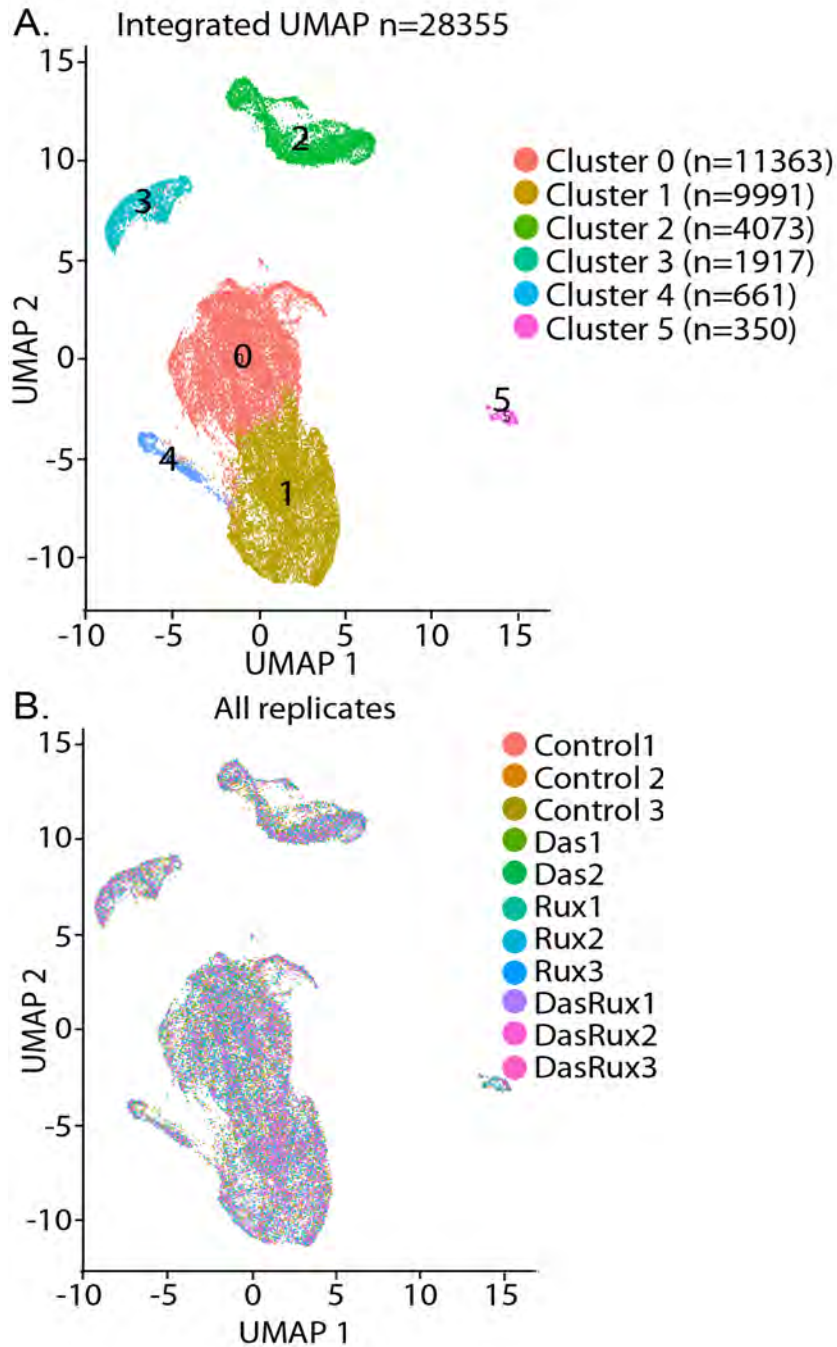 A.
Integrated UMAP n=28355
15
10
5
0
-5
-10
UMAP 2
2
3
0
4
1
5
Cluster 0 (n=11363)
Cluster 1 (n=9991)
Cluster 2 (n=4073)
Cluster 3 (n=1917)
Cluster 4 (n=661)
Cluster 5 (n=350)
-10 -5 0 5 10 15
UMAP 1
B.
All replicates
15
10
5
0
-5
-10
UMAP 2
Control1
Control 2
Control 3
Das1
Das2
Rux1
Rux2
Rux3
DasRux1
DasRux2
DasRux3
-10 -5 0 5 10 15
UMAP 1